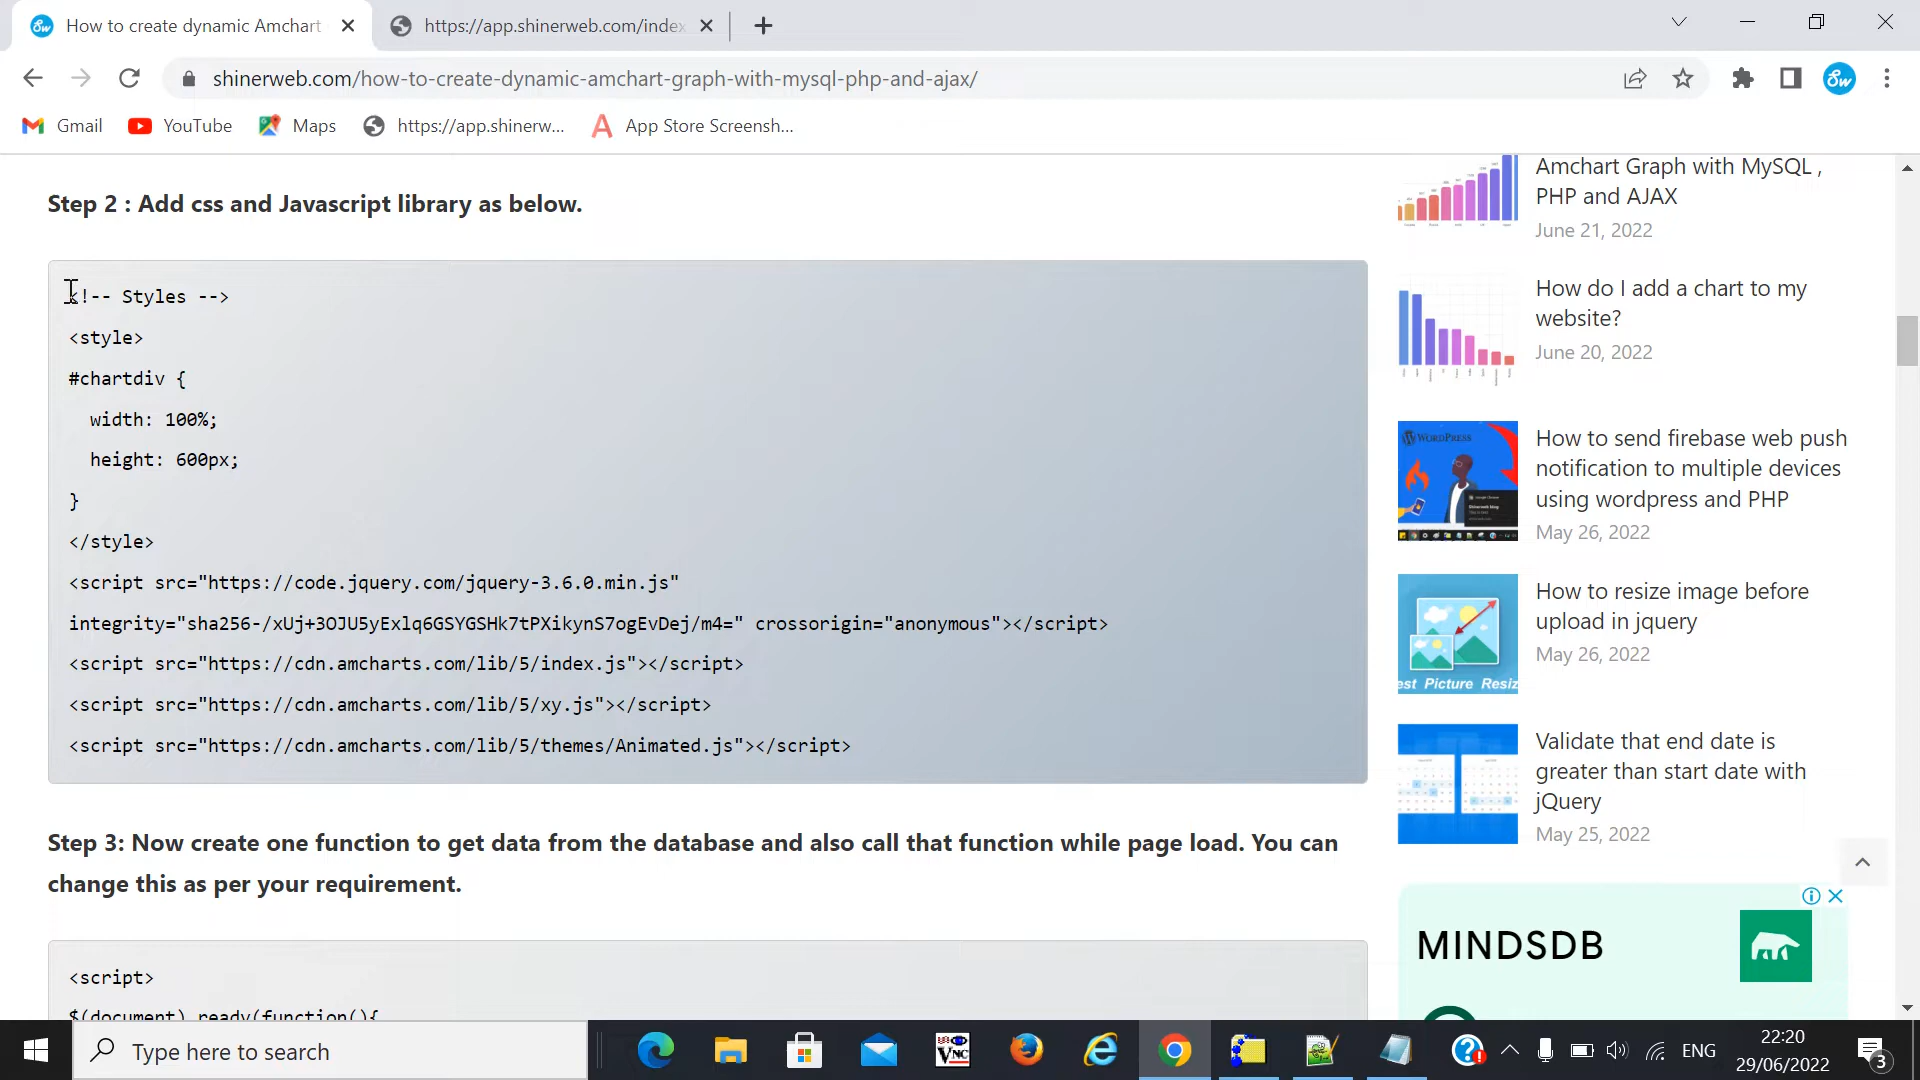 How to create dynamic Amchart
https://app.shinerweb.com/index
shinerweb.com/how-to-create-dynamic-amchart-graph-with-mysql-php-and-ajax/
Sw
Gmail
YouTube
Maps
https://app.shinerw...
App Store Screensh...
Step 2 : Add css and Javascript library as below.
<!-- Styles -->
<style>
#chartdiv {
width: 100%;
height: 600px;
}
</style>
<script src="https://code.jquery.com/jquery-3.6.0.min.js"
integrity="sha256-/xUj+3OJU5yExlq6GSYGSHk7tPXikynS7ogEvDej/m4=" crossorigin="anonymous"></script>
<script src="https://cdn.amcharts.com/lib/5/index.js"></script>
<script src="https://cdn.amcharts.com/lib/5/xy.js"></script>
<script src="https://cdn.amcharts.com/lib/5/themes/Animated.js"></script>
Step 3: Now create one function to get data from the database and also call that function while page load. You can
change this as per your requirement.
<script>
$(document).ready(function(){
Amchart Graph with MySQL ,
PHP and AJAX
June 21, 2022
How do I add a chart to my
website?
June 20, 2022
WORDPRESS
How to send firebase web push
notification to multiple devices
using wordpress and PHP
May 26, 2022
How to resize image before
upload in jquery
May 26, 2022
est Picture Resiz
Validate that end date is
greater than start date with
jQuery
May 25, 2022
MINDSDB
Type here to search
ENG
22:20
29/06/2022
3